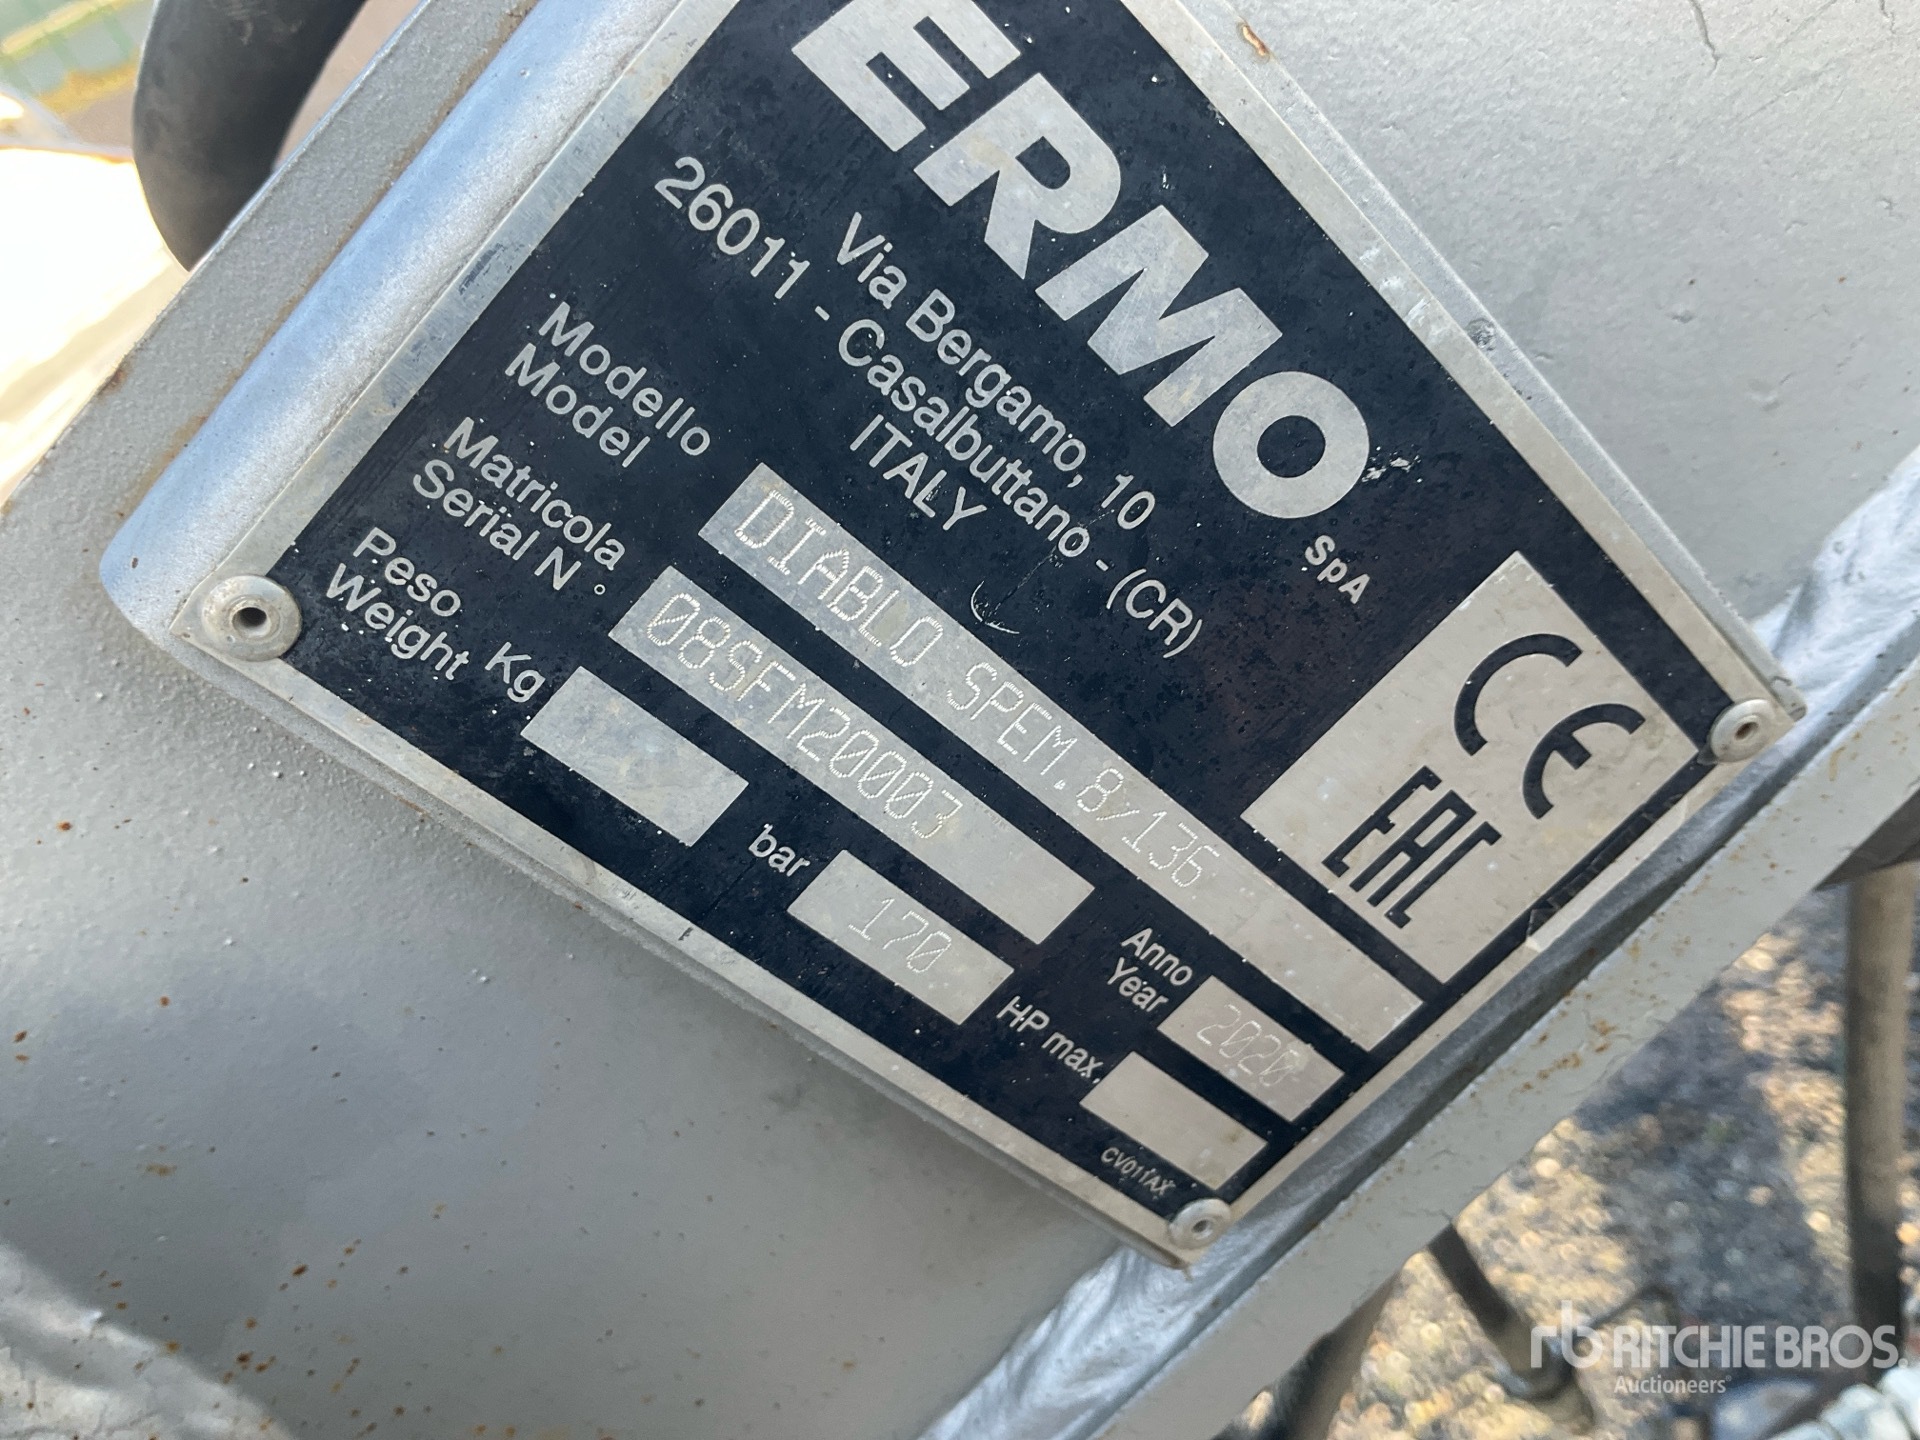 ERMO SpA
Via Bergamo, 10
26011 - Casalbuttano - (CR)
ITALY
Modello
Model
DIABLO SPEM.8/136
Matricola
Serial N°
08SFM20003
Anno
Year
2020
Peso
Weight Kg
bar
170
HP max.
CV011AX
CE
EAC
rb RITCHIE BROS.
Auctioneers